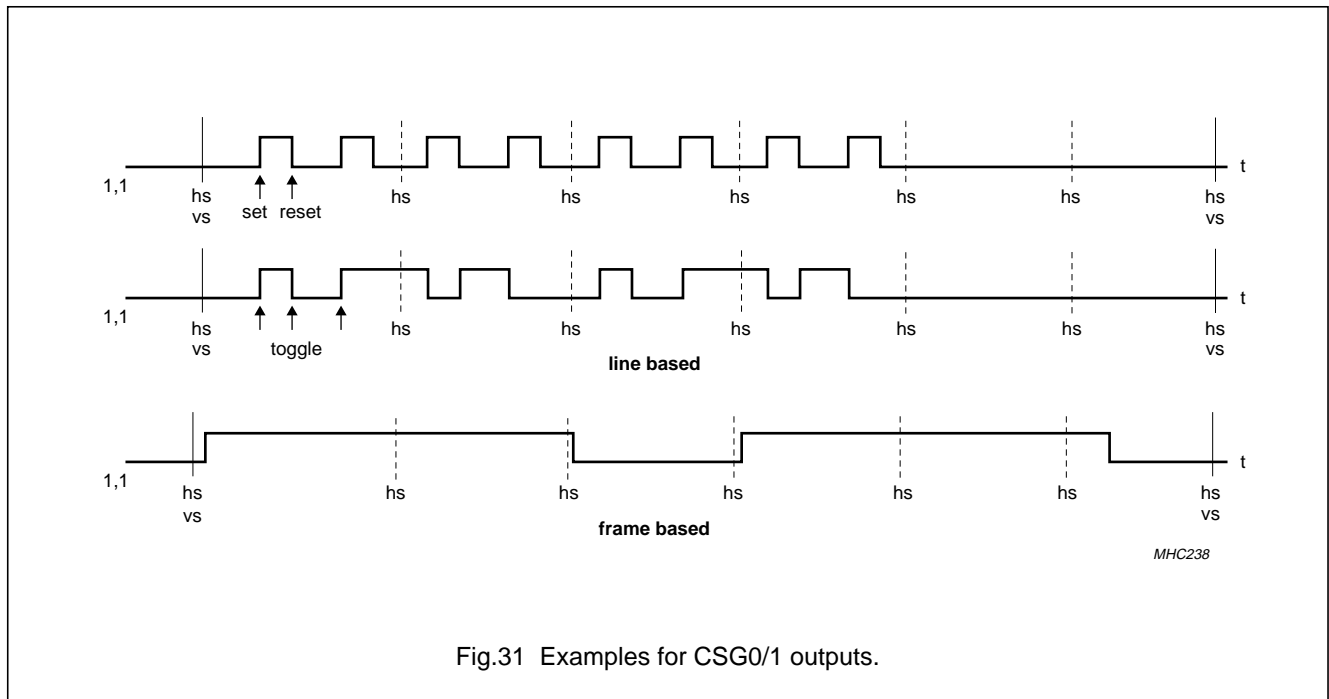 t
1,1
hs hs hs hs hs hs hs
vs set reset vs
t
1,1
hs hs hs hs hs hs hs
vs toggle vs
line based
t
1,1
hs hs hs hs hs hs hs
vs vs
frame based
MHC238
Fig.31 Examples for CSG0/1 outputs.